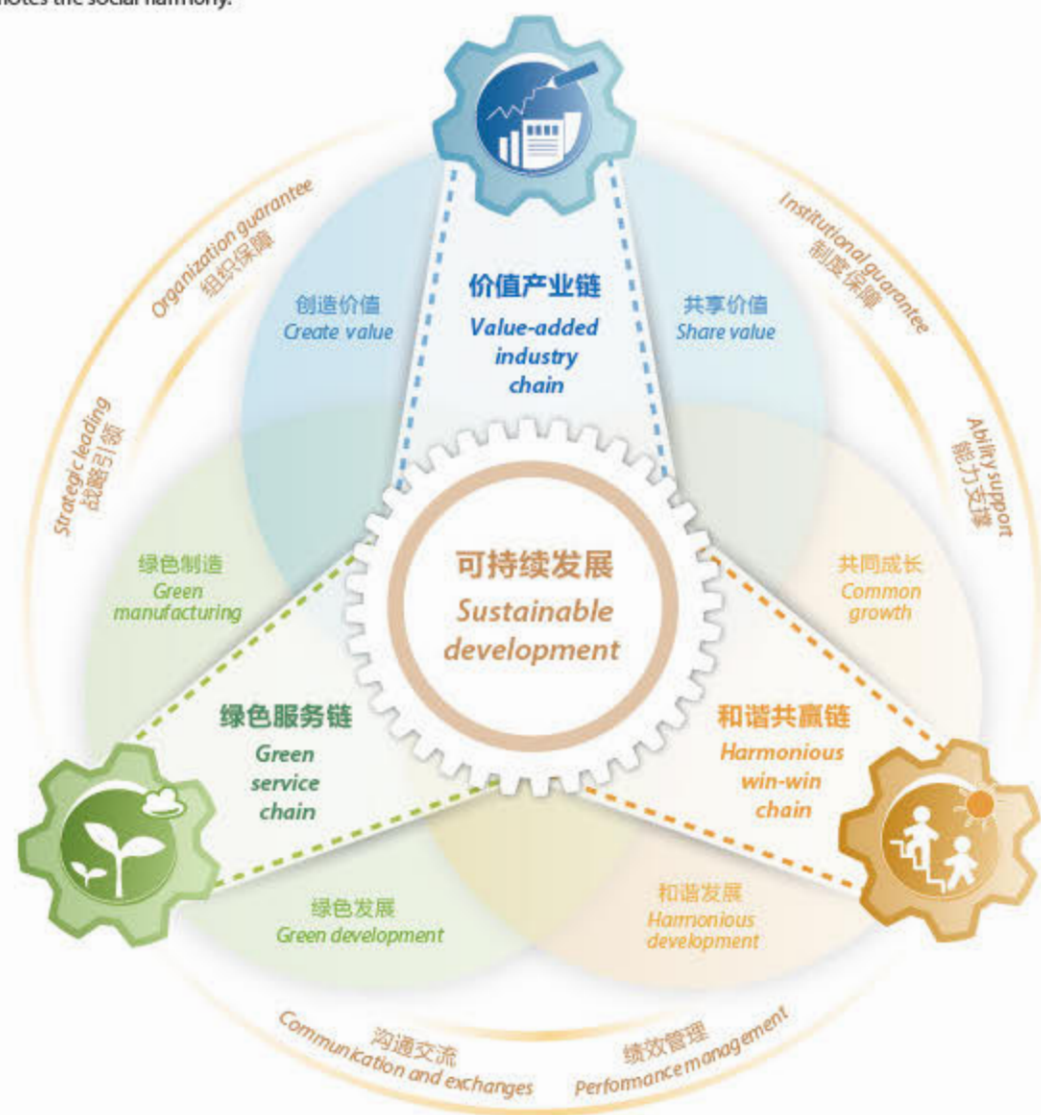 social harmony.
Organization guarantee
组织保障
Institutional guarantee
制度保障
价值产业链
Value-added
industry
chain
创造价值
Create value
共享价值
Share value
Strategic leading
战略引领
Ability support
能力支撑
可持续发展
Sustainable
development
绿色制造
Green
manufacturing
共同成长
Common
growth
绿色服务链
Green
service
chain
和谐共赢链
Harmonious
win-win
chain
绿色发展
Green development
和谐发展
Harmonious
development
沟通交流
Communication and exchanges
绩效管理
Performance management